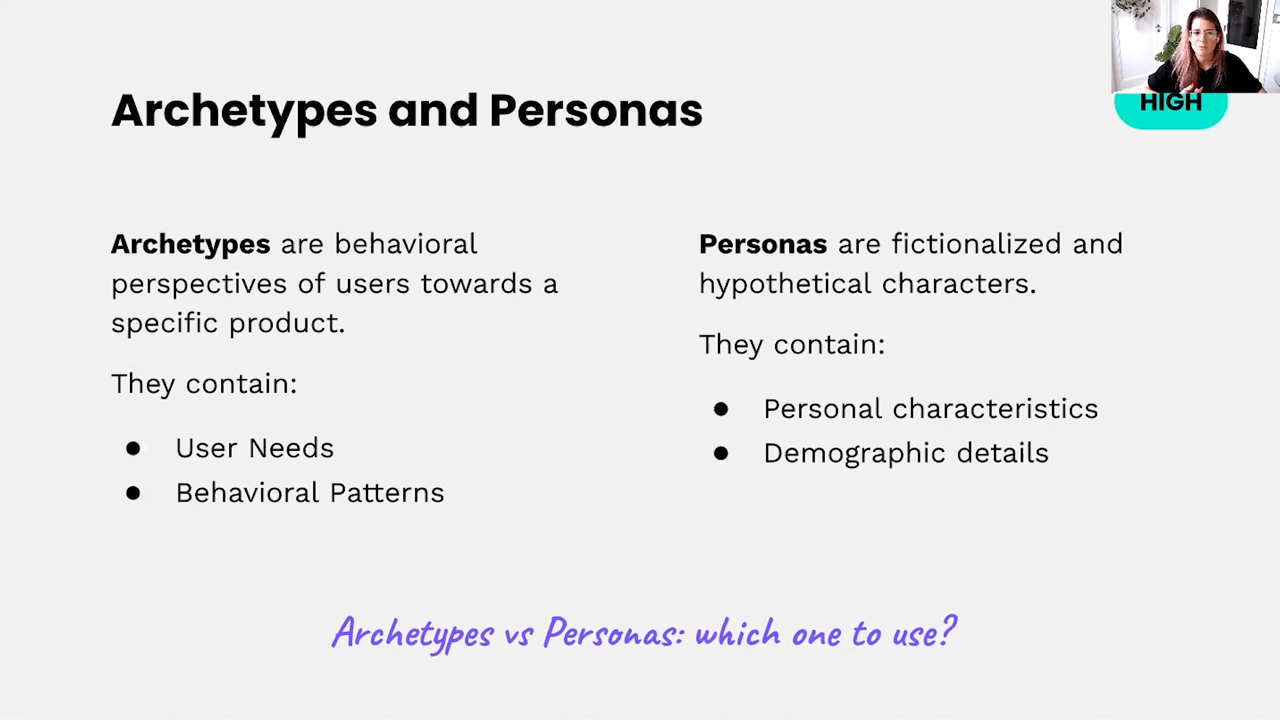 Archetypes and Personas
HIGH
Archetypes are behavioral
perspectives of users towards a
specific product.
They contain:
● User Needs
● Behavioral Patterns
Personas are fictionalized and
hypothetical characters.
They contain:
● Personal characteristics
● Demographic details
Archetypes vs Personas: which one to use?